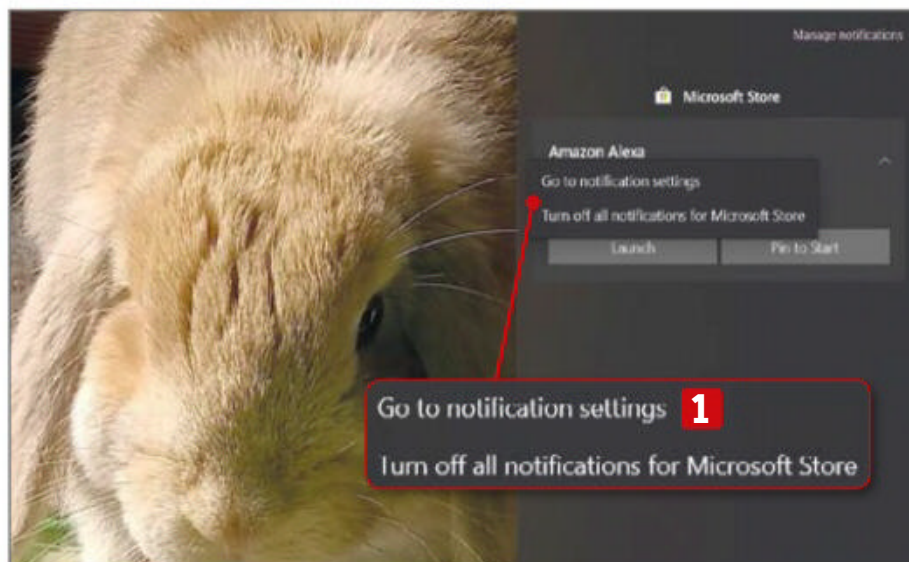 Manage notifications
Microsoft Store
Amazon Alexa
Go to notification settings
Turn off all notifications for Microsoft Store
Launch
Pin to Start
Go to notification settings 1
Turn off all notifications for Microsoft Store